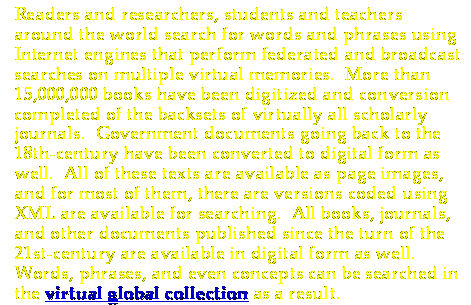 Readers and researchers, students and teachers
around the world search for words and phrases using
Internet engines that perform federated and broadcast
searches on multiple virtual memories.  More than
15,000,000 books have been digitized and conversion
completed of the backsets of virtually all scholarly
journals.  Government documents going back to the
18th-century have been converted to digital form as
well.  All of these texts are available as page images,
and for most of them, there are versions coded using
XML are available for searching.  All books, journals,
and other documents published since the turn of the
21st-century are available in digital form as well.
Words, phrases, and even concepts can be searched in
the virtual global collection as a result.